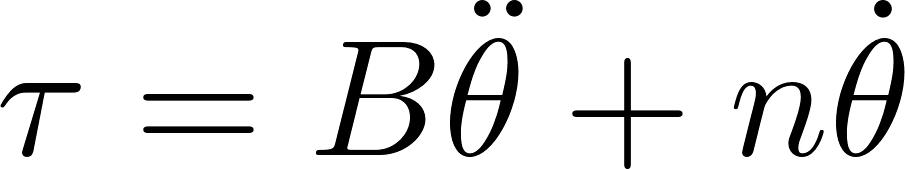 τ = Bθ̈ + nθ̇